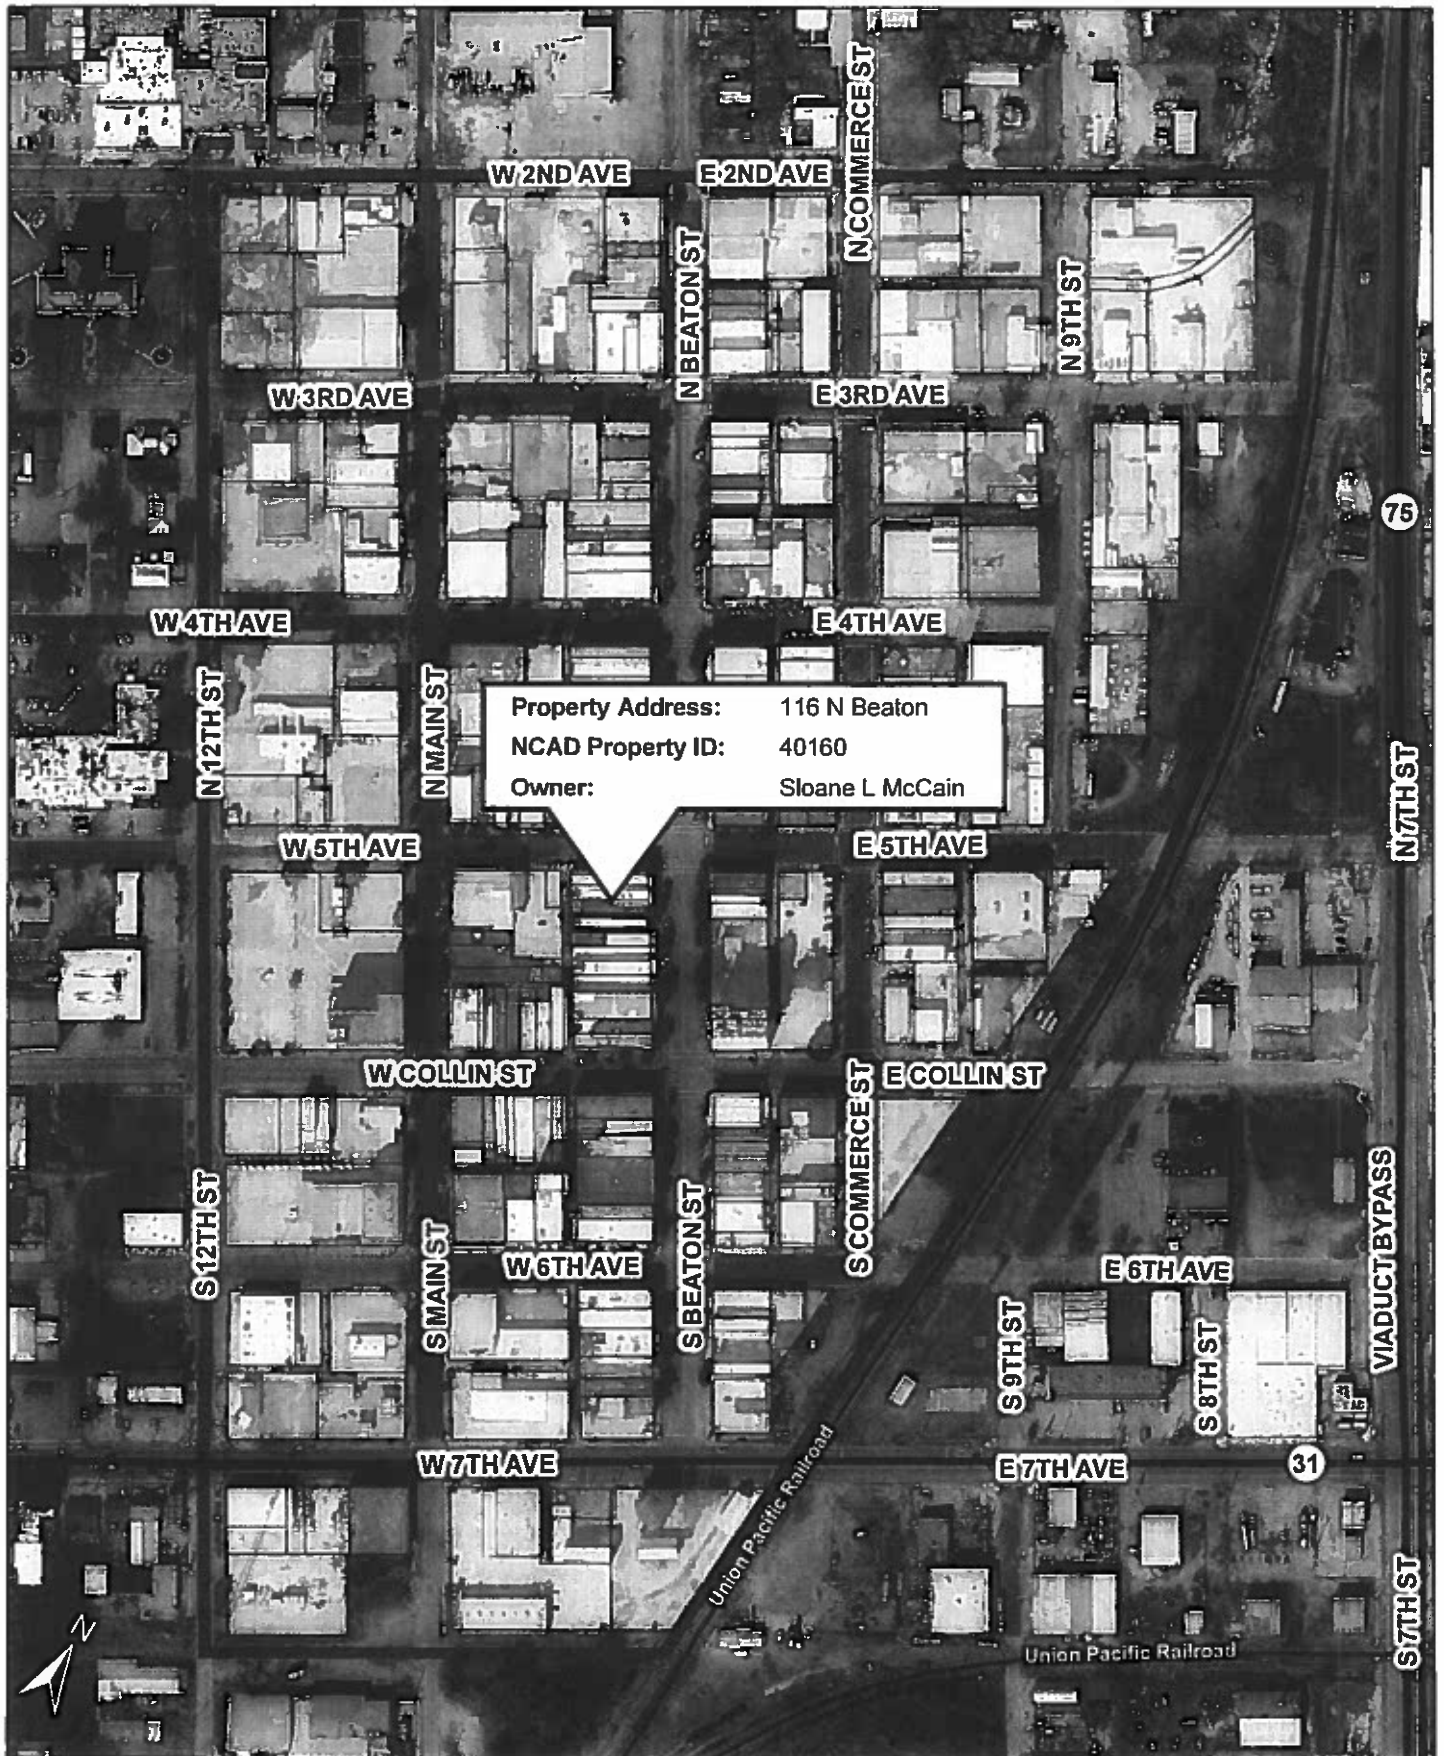 N COMMERCE ST
W 2ND AVE
E 2ND AVE
N BEATON ST
N 9TH ST
W 3RD AVE
E 3RD AVE
75
W 4TH AVE
E 4TH AVE
N 12TH ST
N MAIN ST
Property Address: 116 N Beaton
NCAD Property ID: 40160
Owner: Sloane L McCain
N 7TH ST
W 5TH AVE
E 5TH AVE
W COLLIN ST
E COLLIN ST
S COMMERCE ST
S 12TH ST
S MAIN ST
S BEATON ST
VIADUCT BYPASS
W 6TH AVE
E 6TH AVE
S 9TH ST
S 8TH ST
W 7TH AVE
E 7TH AVE
31
Union Pacific Railroad
S 7TH ST
N
Union Pacific Railroad